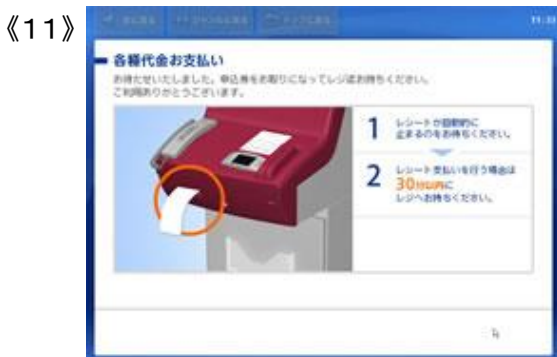 《11》
各種代金お支払い
お待たせいたしました。申込券をお取りになってレジにお持ちください。
ご利用ありがとうございます。
1 レシートが自動的に
止まるのをお待ちください。
2 レシート支払いを行う場合は
30分以内に
レジへお持ちください。